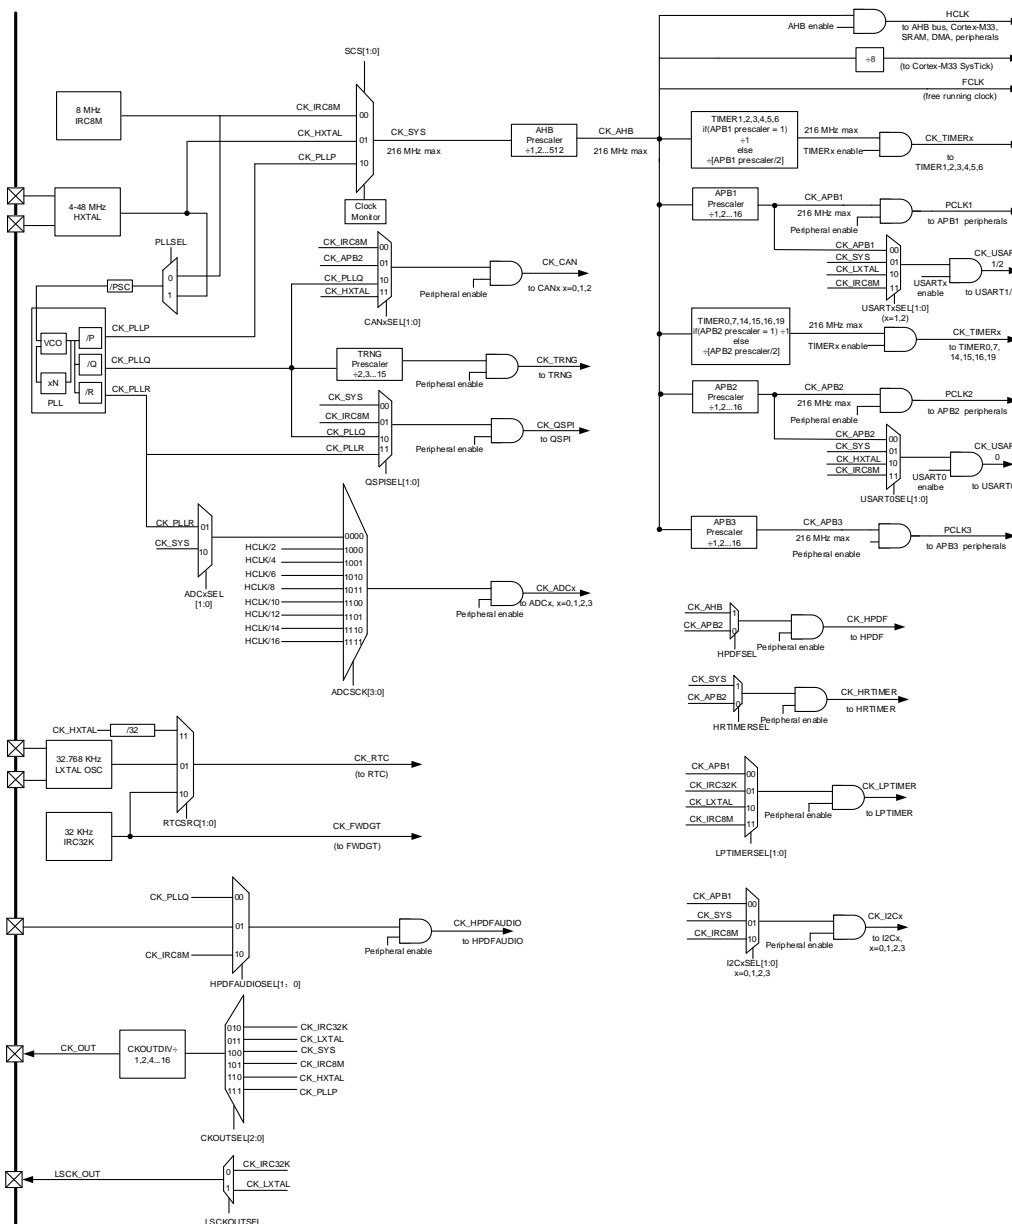 HCLK
AHB enable
to AHB bus, Cortex-M33,
SRAM, DMA, peripherals
÷8
(to Cortex-M33 SysTick)
FCLK
(free running clock)
SCS[1:0]
8 MHz
IRC8M
CK_IRC8M
00
CK_HXTAL
01
CK_PLLP
10
CK_SYS
216 MHz max
AHB
Prescaler
÷1,2...512
CK_AHB
216 MHz max
Clock
Monitor
TIMER1,2,3,4,5,6
if(APB1 prescaler = 1)
÷1
else
÷[APB1 prescaler/2]
216 MHz max
TIMERx enable
CK_TIMERx
to
TIMER1,2,3,4,5,6
4-48 MHz
HXTAL
APB1
Prescaler
÷1,2...16
CK_APB1
216 MHz max
Peripheral enable
PCLK1
to APB1 peripherals
CK_APB1
00
CK_SYS
01
CK_LXTAL
10
CK_IRC8M
11
USARTx
enable
USARTxSEL[1:0]
(x=1,2)
CK_USAR
1/2
to USART1/
PLLSEL
0
1
/PSC
CK_IRC8M
00
CK_APB2
01
CK_PLLQ
10
CK_HXTAL
11
CANxSEL[1:0]
Peripheral enable
CK_CAN
to CANx x=0,1,2
VCO
xN
/P
/Q
/R
PLL
CK_PLLP
CK_PLLQ
CK_PLLR
TIMER0,7,14,15,16,19
if(APB2 prescaler = 1) ÷1
else
÷[APB2 prescaler/2]
216 MHz max
TIMERx enable
CK_TIMERx
to TIMER0,7,
14,15,16,19
TRNG
Prescaler
÷2,3...15
Peripheral enable
CK_TRNG
to TRNG
APB2
Prescaler
÷1,2...16
CK_APB2
216 MHz max
Peripheral enable
PCLK2
to APB2 peripherals
CK_SYS
00
CK_IRC8M
01
CK_PLLQ
10
CK_PLLR
11
QSPISEL[1:0]
Peripheral enable
CK_QSPI
to QSPI
CK_APB2
00
CK_SYS
01
CK_HXTAL
10
CK_IRC8M
11
USART0
enalbe
USART0SEL[1:0]
CK_USAR
0
to USART0
APB3
Prescaler
÷1,2...16
CK_APB3
216 MHz max
Peripheral enable
PCLK3
to APB3 peripherals
CK_PLLR
01
CK_SYS
10
ADCxSEL
[1:0]
0000
HCLK/2
1000
HCLK/4
1001
HCLK/6
1010
HCLK/8
1011
HCLK/10
1100
HCLK/12
1101
HCLK/14
1110
HCLK/16
1111
ADCSCK[3:0]
Peripheral enable
CK_ADCx
to ADCx, x=0,1,2,3
CK_AHB
1
CK_APB2
0
HPDFSEL
Peripheral enable
CK_HPDF
to HPDF
CK_SYS
1
CK_APB2
0
HRTIMERSEL
Peripheral enable
CK_HRTIMER
to HRTIMER
CK_HXTAL
/32
11
32.768 KHz
LXTAL OSC
01
10
RTCSRC[1:0]
CK_RTC
(to RTC)
32 KHz
IRC32K
CK_FWDGT
(to FWDGT)
CK_APB1
00
CK_IRC32K
01
CK_LXTAL
10
CK_IRC8M
11
LPTIMERSEL[1:0]
Peripheral enable
CK_LPTIMER
to LPTIMER
CK_PLLQ
00
01
CK_IRC8M
10
HPDFAUDIOSEL[1：0]
Peripheral enable
CK_HPDFAUDIO
to HPDFAUDIO
CK_APB1
00
CK_SYS
01
CK_IRC8M
10
I2CxSEL[1:0]
x=0,1,2,3
Peripheral enable
CK_I2Cx
to I2Cx,
x=0,1,2,3
CK_OUT
CKOUTDIV÷
1,2,4...16
010
CK_IRC32K
011
CK_LXTAL
100
CK_SYS
101
CK_IRC8M
110
CK_HXTAL
111
CK_PLLP
CKOUTSEL[2:0]
LSCK_OUT
0
CK_IRC32K
1
CK_LXTAL
LSCKOUTSEL